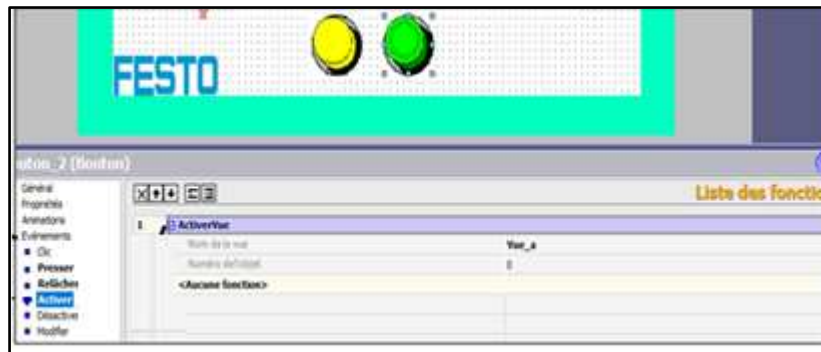 FESTO
outon_2 (Bouton)
Général
Propriétés
Animations
Evénements
Clic
Presser
Relâcher
Activer
Désactiver
Modifier
Liste des fonctio
1 ActiverVue
Nom de la vue Vue_a
Numéro de l'objet 0
<Aucune fonction>